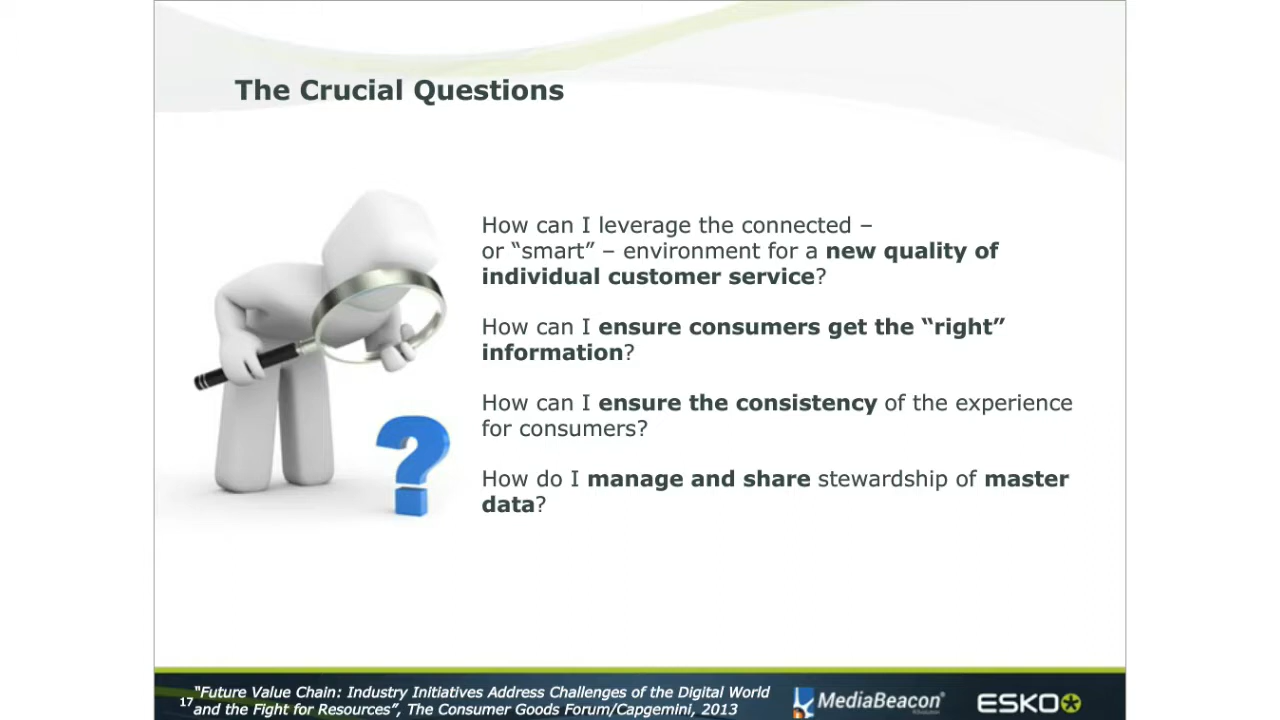 The Crucial Questions
How can I leverage the connected –
or “smart” – environment for a new quality of
individual customer service?
How can I ensure consumers get the “right”
information?
How can I ensure the consistency of the experience
for consumers?
How do I manage and share stewardship of master
data?
“Future Value Chain: Industry Initiatives Address Challenges of the Digital World
17 and the Fight for Resources”, The Consumer Goods Forum/Capgemini, 2013
MediaBeacon®
ESKO